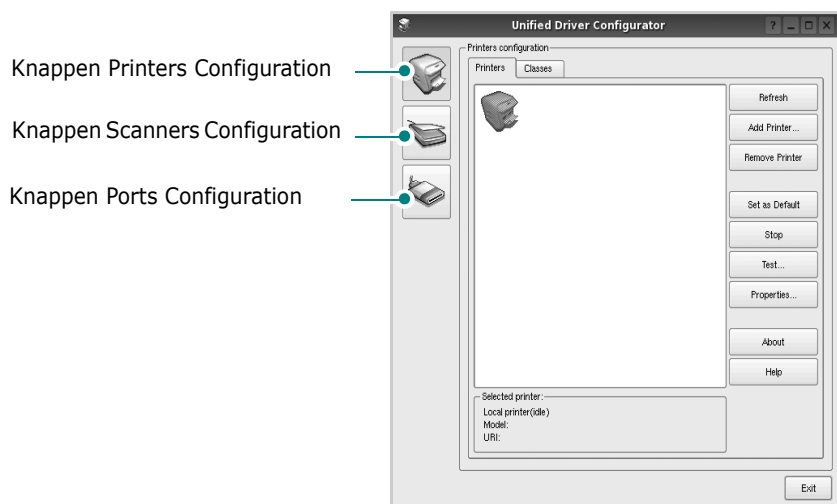 Unified Driver Configurator
Knappen Printers Configuration
Knappen Scanners Configuration
Knappen Ports Configuration
Printers configuration
Printers
Classes
Refresh
Add Printer...
Remove Printer
Set as Default
Stop
Test...
Properties...
About
Help
Selected printer:
Local printer(idle)
Model:
URI:
Exit